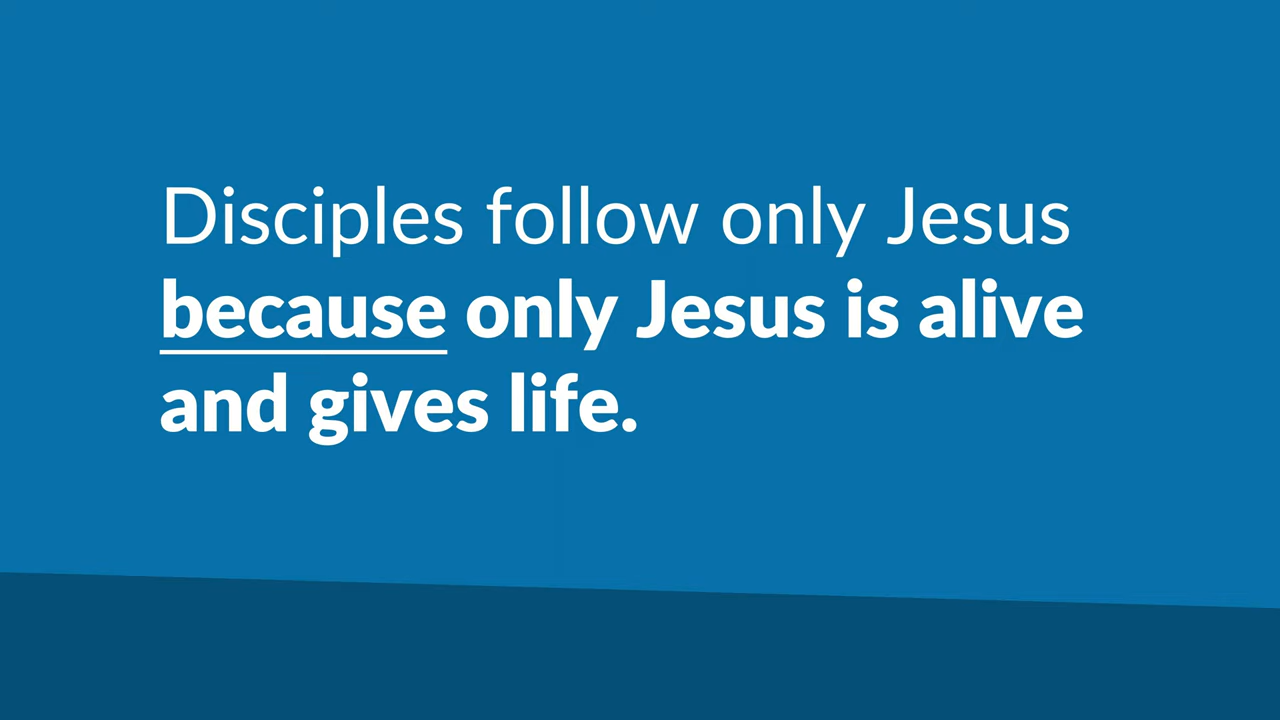 Disciples follow only Jesus
because only Jesus is alive
and gives life.